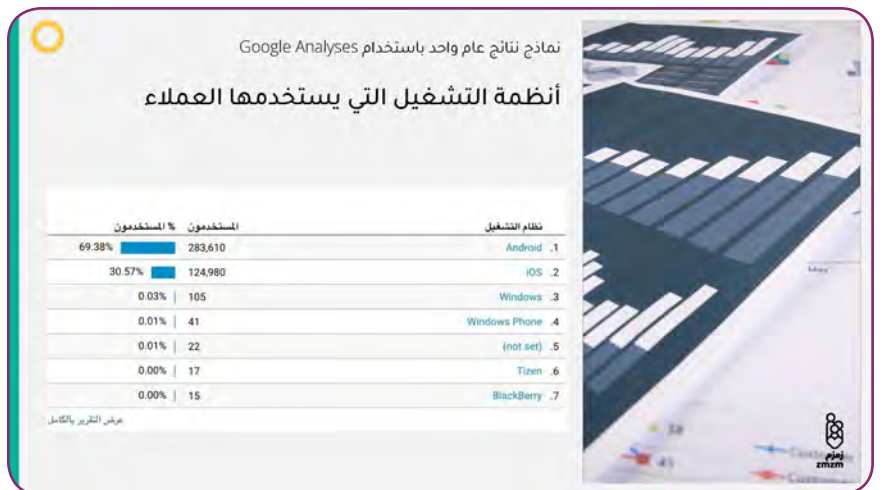 نماذج نتائج عام واحد باستخدام Google Analyses
أنظمة التشغيل التي يستخدمها العملاء
نظام التشغيل المستخدمون % المستخدمون
1. Android 283,610 69.38%
2. iOS 124,980 30.57%
3. Windows 105 0.03%
4. Windows Phone 41 0.01%
5. (not set) 22 0.01%
6. Tizen 17 0.00%
7. BlackBerry 15 0.00%
عرض التقرير بالكامل
58
45
زمزم
zmzm